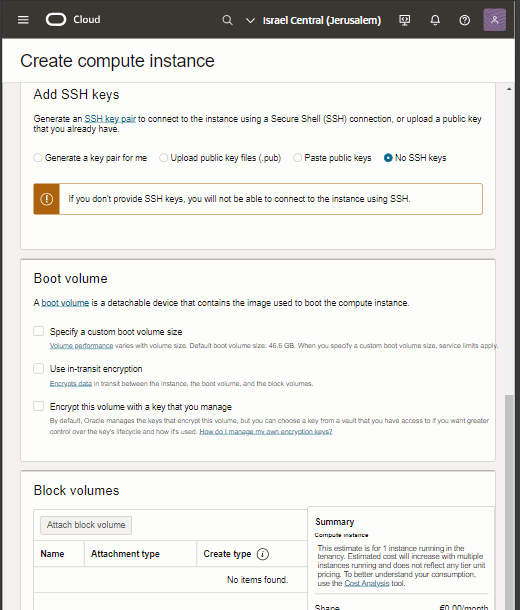 Cloud
Israel Central (Jerusalem)
Create compute instance
Add SSH keys
Generate an SSH key pair to connect to the instance using a Secure Shell (SSH) connection, or upload a public key
that you already have.
Generate a key pair for me
Upload public key files (.pub)
Paste public keys
No SSH keys
If you don't provide SSH keys, you will not be able to connect to the instance using SSH.
Boot volume
A boot volume is a detachable device that contains the image used to boot the compute instance.
Specify a custom boot volume size
Volume performance varies with volume size. Default boot volume size: 46.6 GB. When you specify a custom boot volume size, service limits apply.
Use in-transit encryption
Encrypts data in transit between the instance, the boot volume, and the block volumes.
Encrypt this volume with a key that you manage
By default, Oracle manages the keys that encrypt this volume, but you can choose a key from a vault that you have access to if you want greater
control over the key's lifecycle and how it's used. How do I manage my own encryption keys?
Block volumes
Attach block volume
Name
Attachment type
Create type
No items found.
Summary
Compute instance
This estimate is for 1 instance running in the
tenancy. Estimated cost will increase with multiple
instances running and does not reflect any tier unit
pricing. To better understand your consumption,
use the Cost Analysis tool.
Shape
€0.00/month